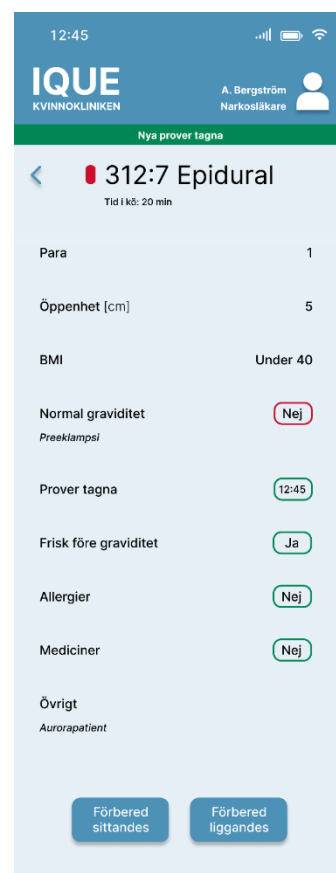 12:45
IQUE
KVINNOKLINIKEN
A. Bergström
Narkosläkare
Nya prover tagna
312:7 Epidural
Tid i kö: 20 min
Para 1
Öppenhet [cm] 5
BMI Under 40
Normal graviditet Nej
Preeklampsi
Prover tagna 12:45
Frisk före graviditet Ja
Allergier Nej
Mediciner Nej
Övrigt
Aurorapatient
Förbered sittandes
Förbered liggandes